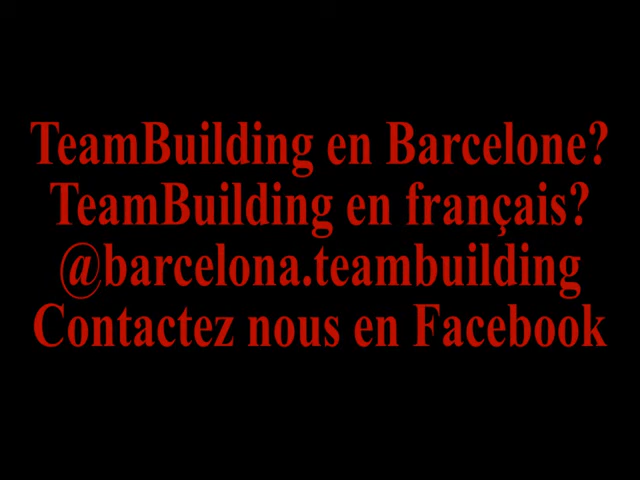 TeamBuilding en Barcelone?
TeamBuilding en français?
@barcelona.teambuilding
Contactez nous en Facebook